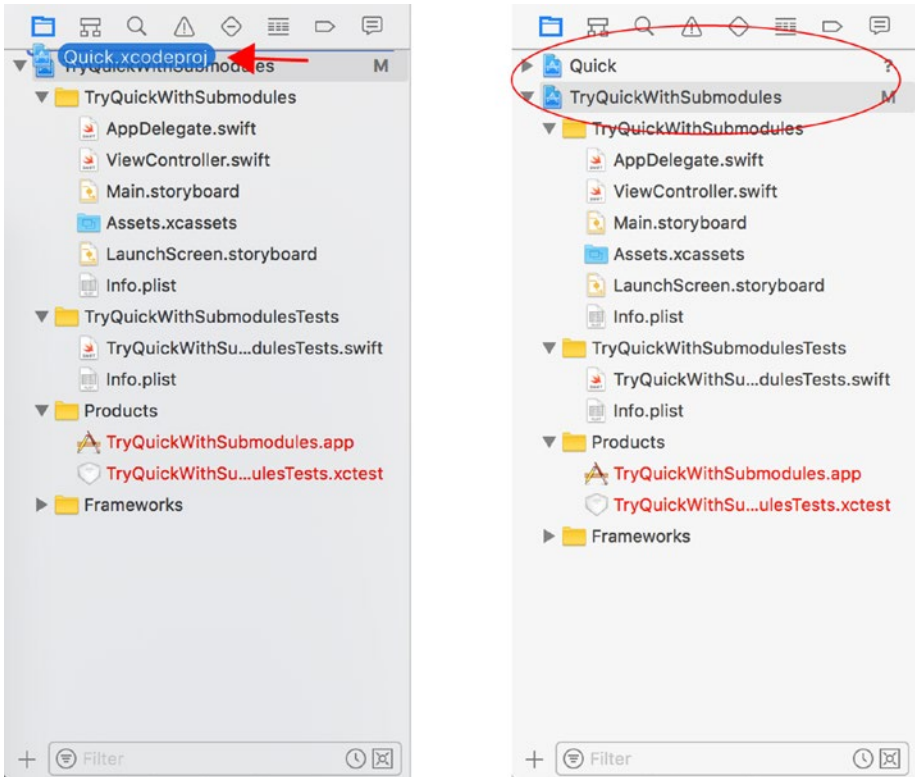 Quick.xcodeproj
TryQuickWithSubmodules M
TryQuickWithSubmodules
AppDelegate.swift
ViewController.swift
Main.storyboard
Assets.xcassets
LaunchScreen.storyboard
Info.plist
TryQuickWithSubmodulesTests
TryQuickWithSu...dulesTests.swift
Info.plist
Products
TryQuickWithSubmodules.app
TryQuickWithSu...ulesTests.xctest
Frameworks
Filter
Quick ?
TryQuickWithSubmodules M
TryQuickWithSubmodules
AppDelegate.swift
ViewController.swift
Main.storyboard
Assets.xcassets
LaunchScreen.storyboard
Info.plist
TryQuickWithSubmodulesTests
TryQuickWithSu...dulesTests.swift
Info.plist
Products
TryQuickWithSubmodules.app
TryQuickWithSu...ulesTests.xctest
Frameworks
Filter